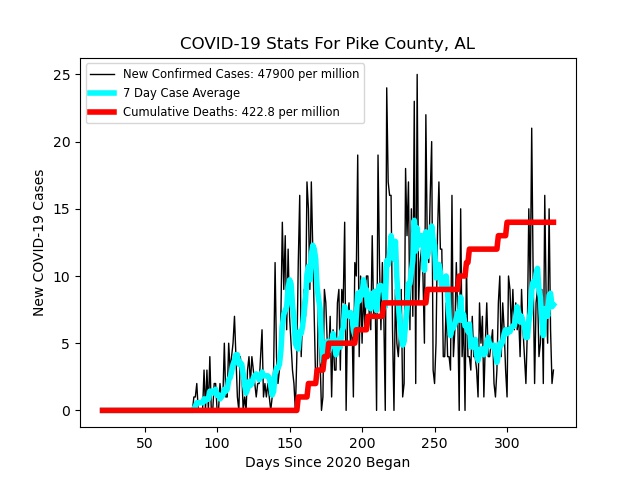 COVID-19 Stats For Pike County, AL
New Confirmed Cases: 47900 per million
7 Day Case Average
Cumulative Deaths: 422.8 per million
New COVID-19 Cases
25
20
15
10
5
0
50 100 150 200 250 300
Days Since 2020 Began